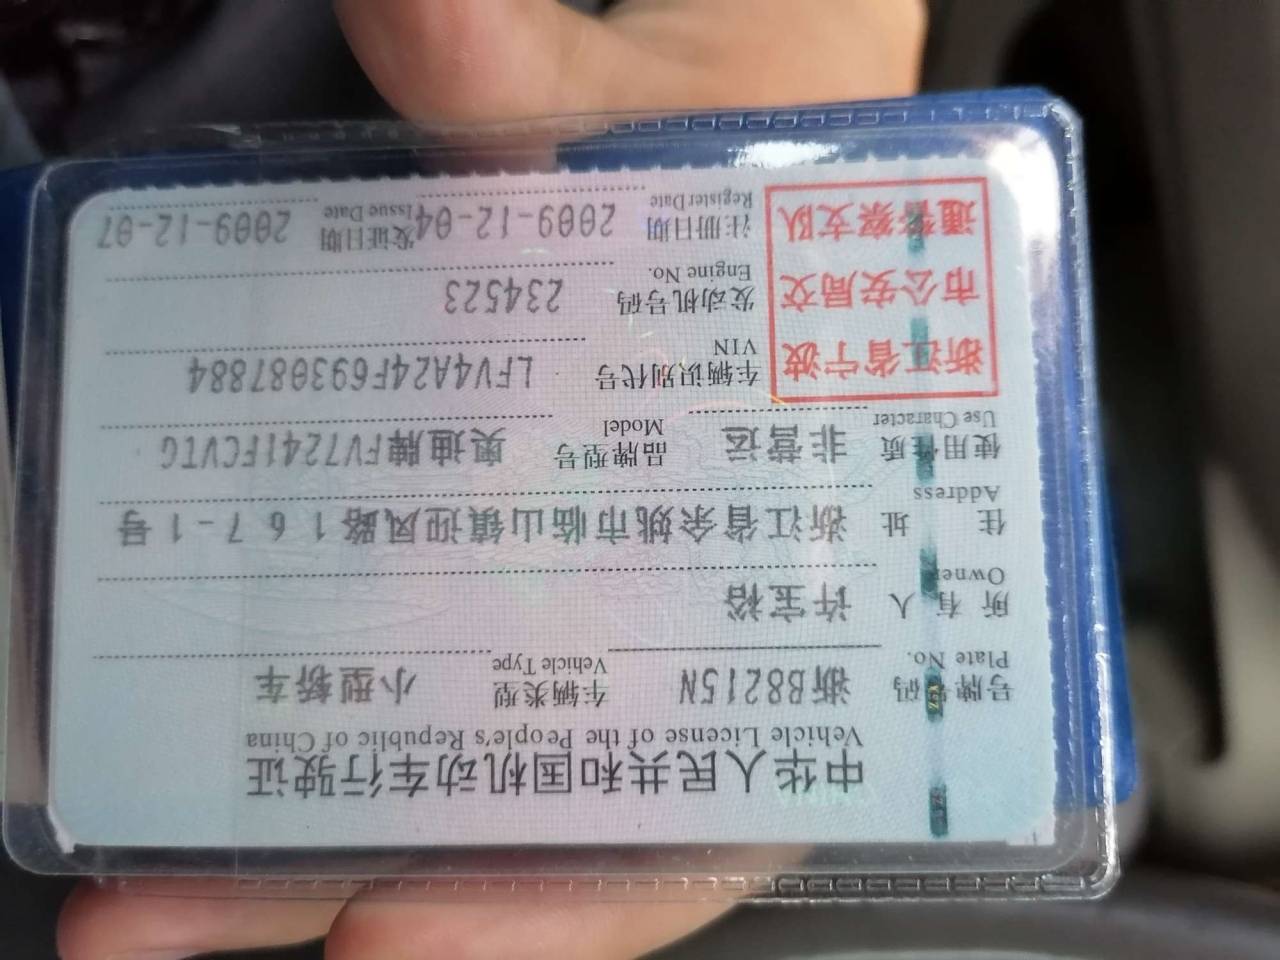 中华人民共和国机动车行驶证
Vehicle License of the People's Republic of China
号牌号码 浙B8215N 车辆类型 小型轿车
Plate No. Vehicle Type
所有人 许宝裕
Owner
住址 浙江省余姚市临山镇迎凤路167-1号
Address
使用性质 非营运 品牌型号 奥迪牌FV7241FCVTG
Use Character Model
浙江省宁波
市公安局交
通警察支队
车辆识别代号 LFV4A24F693087884
VIN
发动机号码 234523
Engine No.
注册日期 2009-12-04 发证日期 2009-12-07
Register Date Issue Date